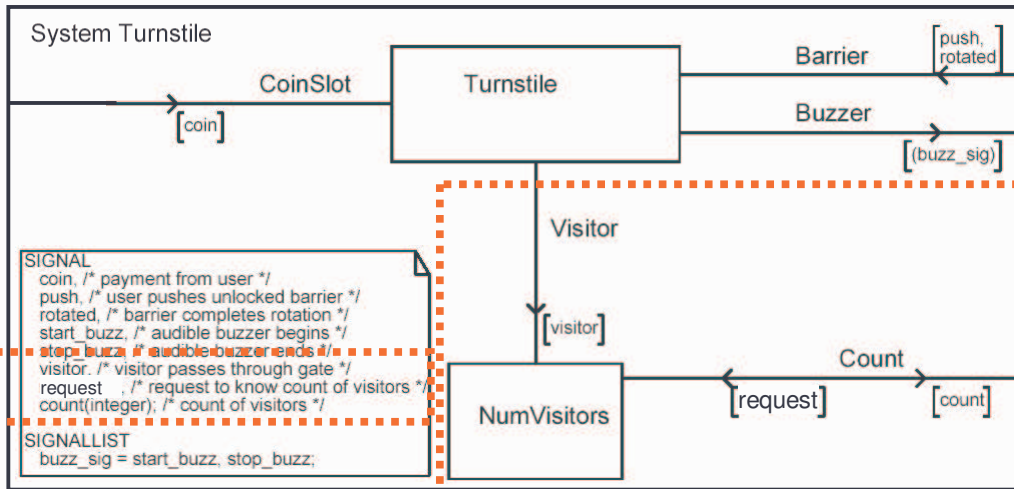 System Turnstile
CoinSlot
[coin]
Turnstile
Barrier
[push,
rotated]
Buzzer
[(buzz_sig)]
Visitor
[visitor]
SIGNAL
coin, /* payment from user */
push, /* user pushes unlocked barrier */
rotated, /* barrier completes rotation */
start_buzz, /* audible buzzer begins */
stop_buzz, /* audible buzzer ends */
visitor. /* visitor passes through gate */
request , /* request to know count of visitors */
count(integer); /* count of visitors */
SIGNALLIST
buzz_sig = start_buzz, stop_buzz;
NumVisitors
Count
[request]
[count]